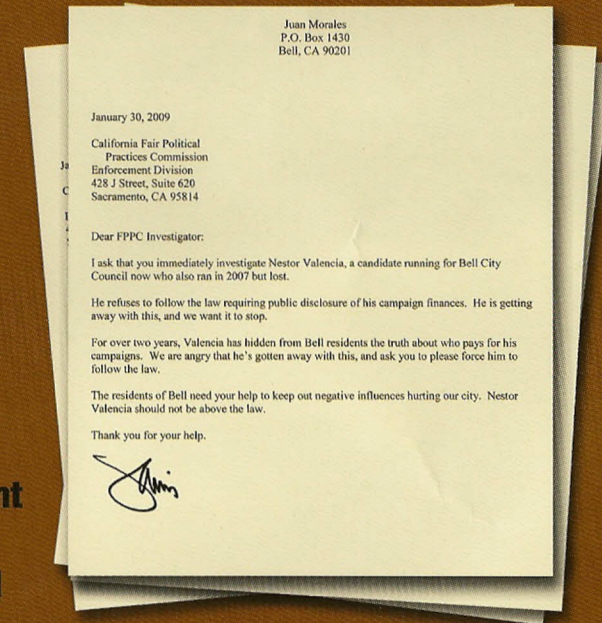 Juan Morales
P.O. Box 1430
Bell, CA 90201
January 30, 2009
California Fair Political
Practices Commission
Enforcement Division
428 J Street, Suite 620
Sacramento, CA 95814
Dear FPPC Investigator:
I ask that you immediately investigate Nestor Valencia, a candidate running for Bell City
Council now who also ran in 2007 but lost.
He refuses to follow the law requiring public disclosure of his campaign finances. He is getting
away with this, and we want it to stop.
For over two years, Valencia has hidden from Bell residents the truth about who pays for his
campaigns. We are angry that he's gotten away with this, and ask you to please force him to
follow the law.
The residents of Bell need your help to keep out negative influences hurting our city. Nestor
Valencia should not be above the law.
Thank you for your help.
Ja
C
nt